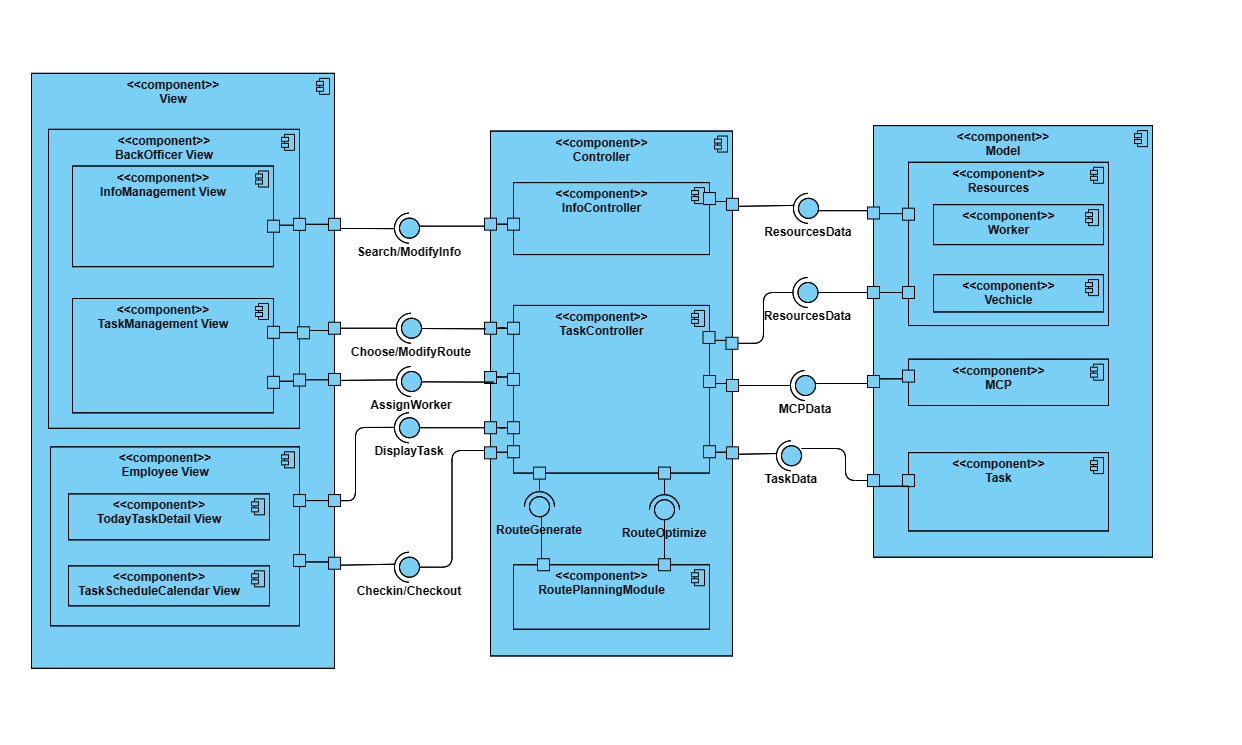 <<component>>
View
<<component>>
BackOfficer View
<<component>>
InfoManagement View
<<component>>
TaskManagement View
<<component>>
Employee View
<<component>>
TodayTaskDetail View
<<component>>
TaskScheduleCalendar View
Search/ModifyInfo
Choose/ModifyRoute
AssignWorker
DisplayTask
Checkin/Checkout
<<component>>
Controller
<<component>>
InfoController
<<component>>
TaskController
RouteGenerate
RouteOptimize
<<component>>
RoutePlanningModule
ResourcesData
ResourcesData
MCPData
TaskData
<<component>>
Model
<<component>>
Resources
<<component>>
Worker
<<component>>
Vechicle
<<component>>
MCP
<<component>>
Task